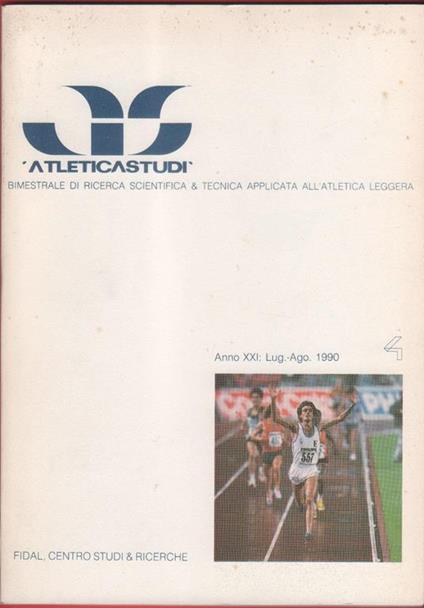 'ATLETICASTUDI'
BIMESTRALE DI RICERCA SCIENTIFICA & TECNICA APPLICATA ALL'ATLETICA LEGGERA
4
Anno XXI: Lug.-Ago. 1990
557
FIDAL, CENTRO STUDI & RICERCHE